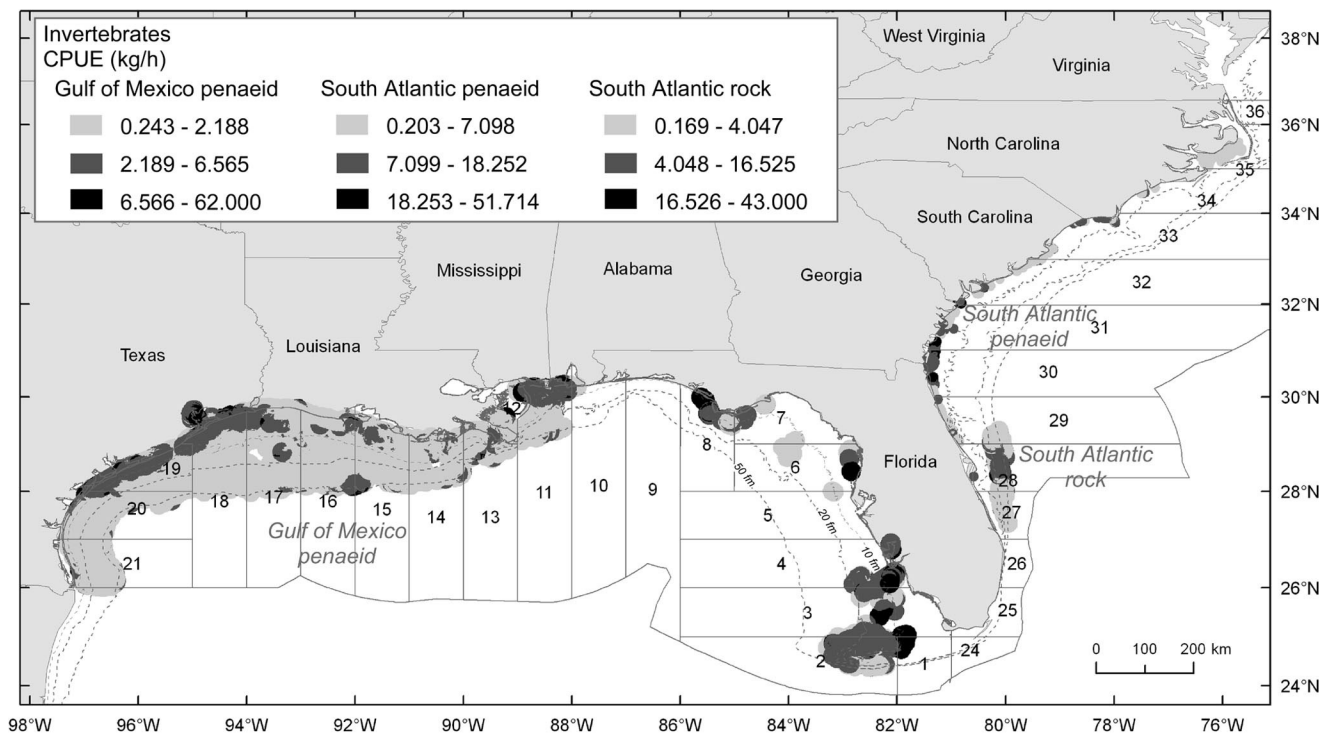 Invertebrates
CPUE (kg/h)
Gulf of Mexico penaeid South Atlantic penaeid South Atlantic rock
0.243 - 2.188 0.203 - 7.098 0.169 - 4.047
2.189 - 6.565 7.099 - 18.252 4.048 - 16.525
6.566 - 62.000 18.253 - 51.714 16.526 - 43.000
West Virginia
Virginia
North Carolina
South Carolina
Mississippi
Alabama
Georgia
Louisiana
Texas
Florida
South Atlantic
penaeid
South Atlantic
rock
Gulf of Mexico
penaeid
36
35
34
33
32
31
30
29
28
27
26
25
24
1
2
3
4
5
6
7
8
9
10
11
12
13
14
15
16
17
18
19
20
21
50 fm.
20 fm.
10 fm.
0 100 200 km
38°N
36°N
34°N
32°N
30°N
28°N
26°N
24°N
98°W 96°W 94°W 92°W 90°W 88°W 86°W 84°W 82°W 80°W 78°W 76°W